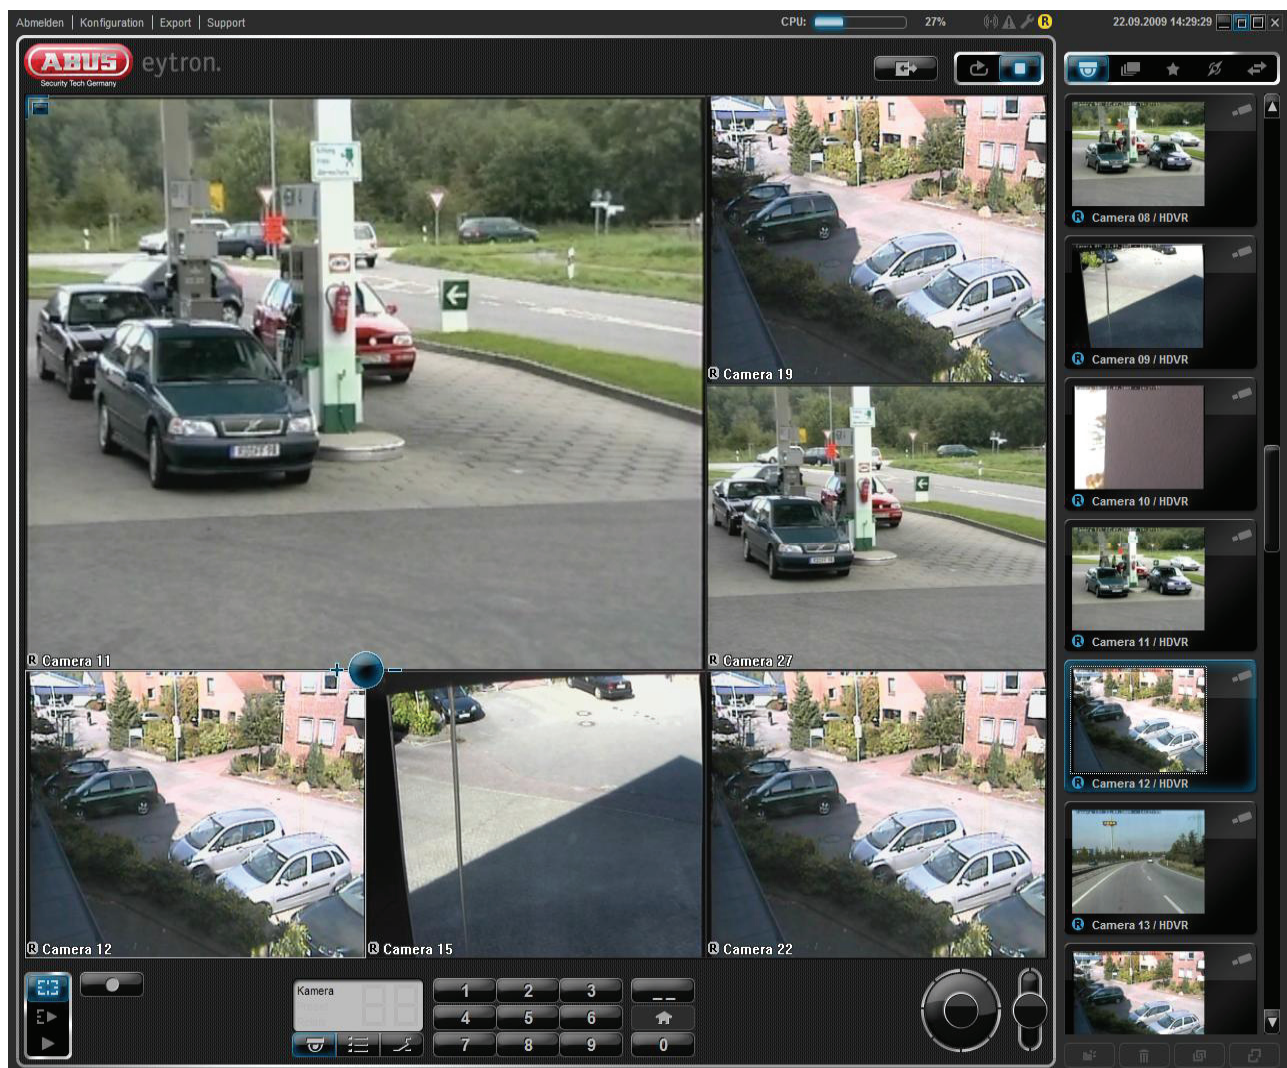 Abmelden | Konfiguration | Export | Support
CPU: 27% R 22.09.2009 14:29:29
ABUS eytron.
Security Tech Germany
R Camera 11
R Camera 19
R Camera 27
R Camera 12
R Camera 15
R Camera 22
R Camera 08 / HDVR
R Camera 09 / HDVR
R Camera 10 / HDVR
R Camera 11 / HDVR
R Camera 12 / HDVR
R Camera 13 / HDVR
Kamera
1 2 3 _ _
4 5 6
7 8 9 0